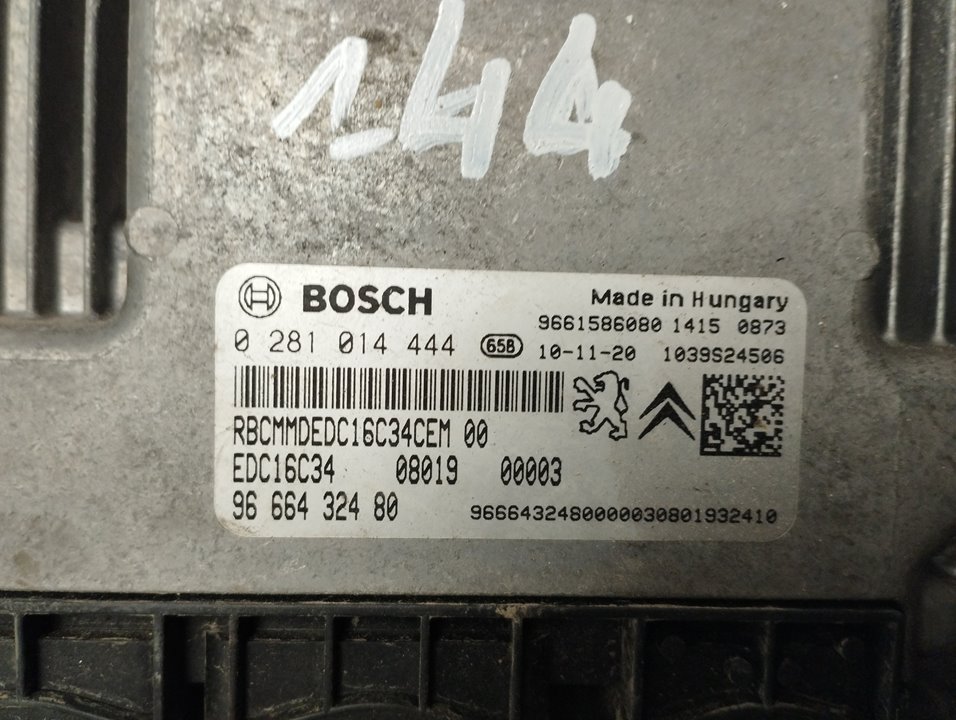 144
BOSCH
Made in Hungary
9661586080 1415 0873
0 281 014 444 658 10-11-20 1039S24506
RBCMMDEDC16C34CEM 00
EDC16C34 08019 00003
96 664 324 80 9666432480000030801932410